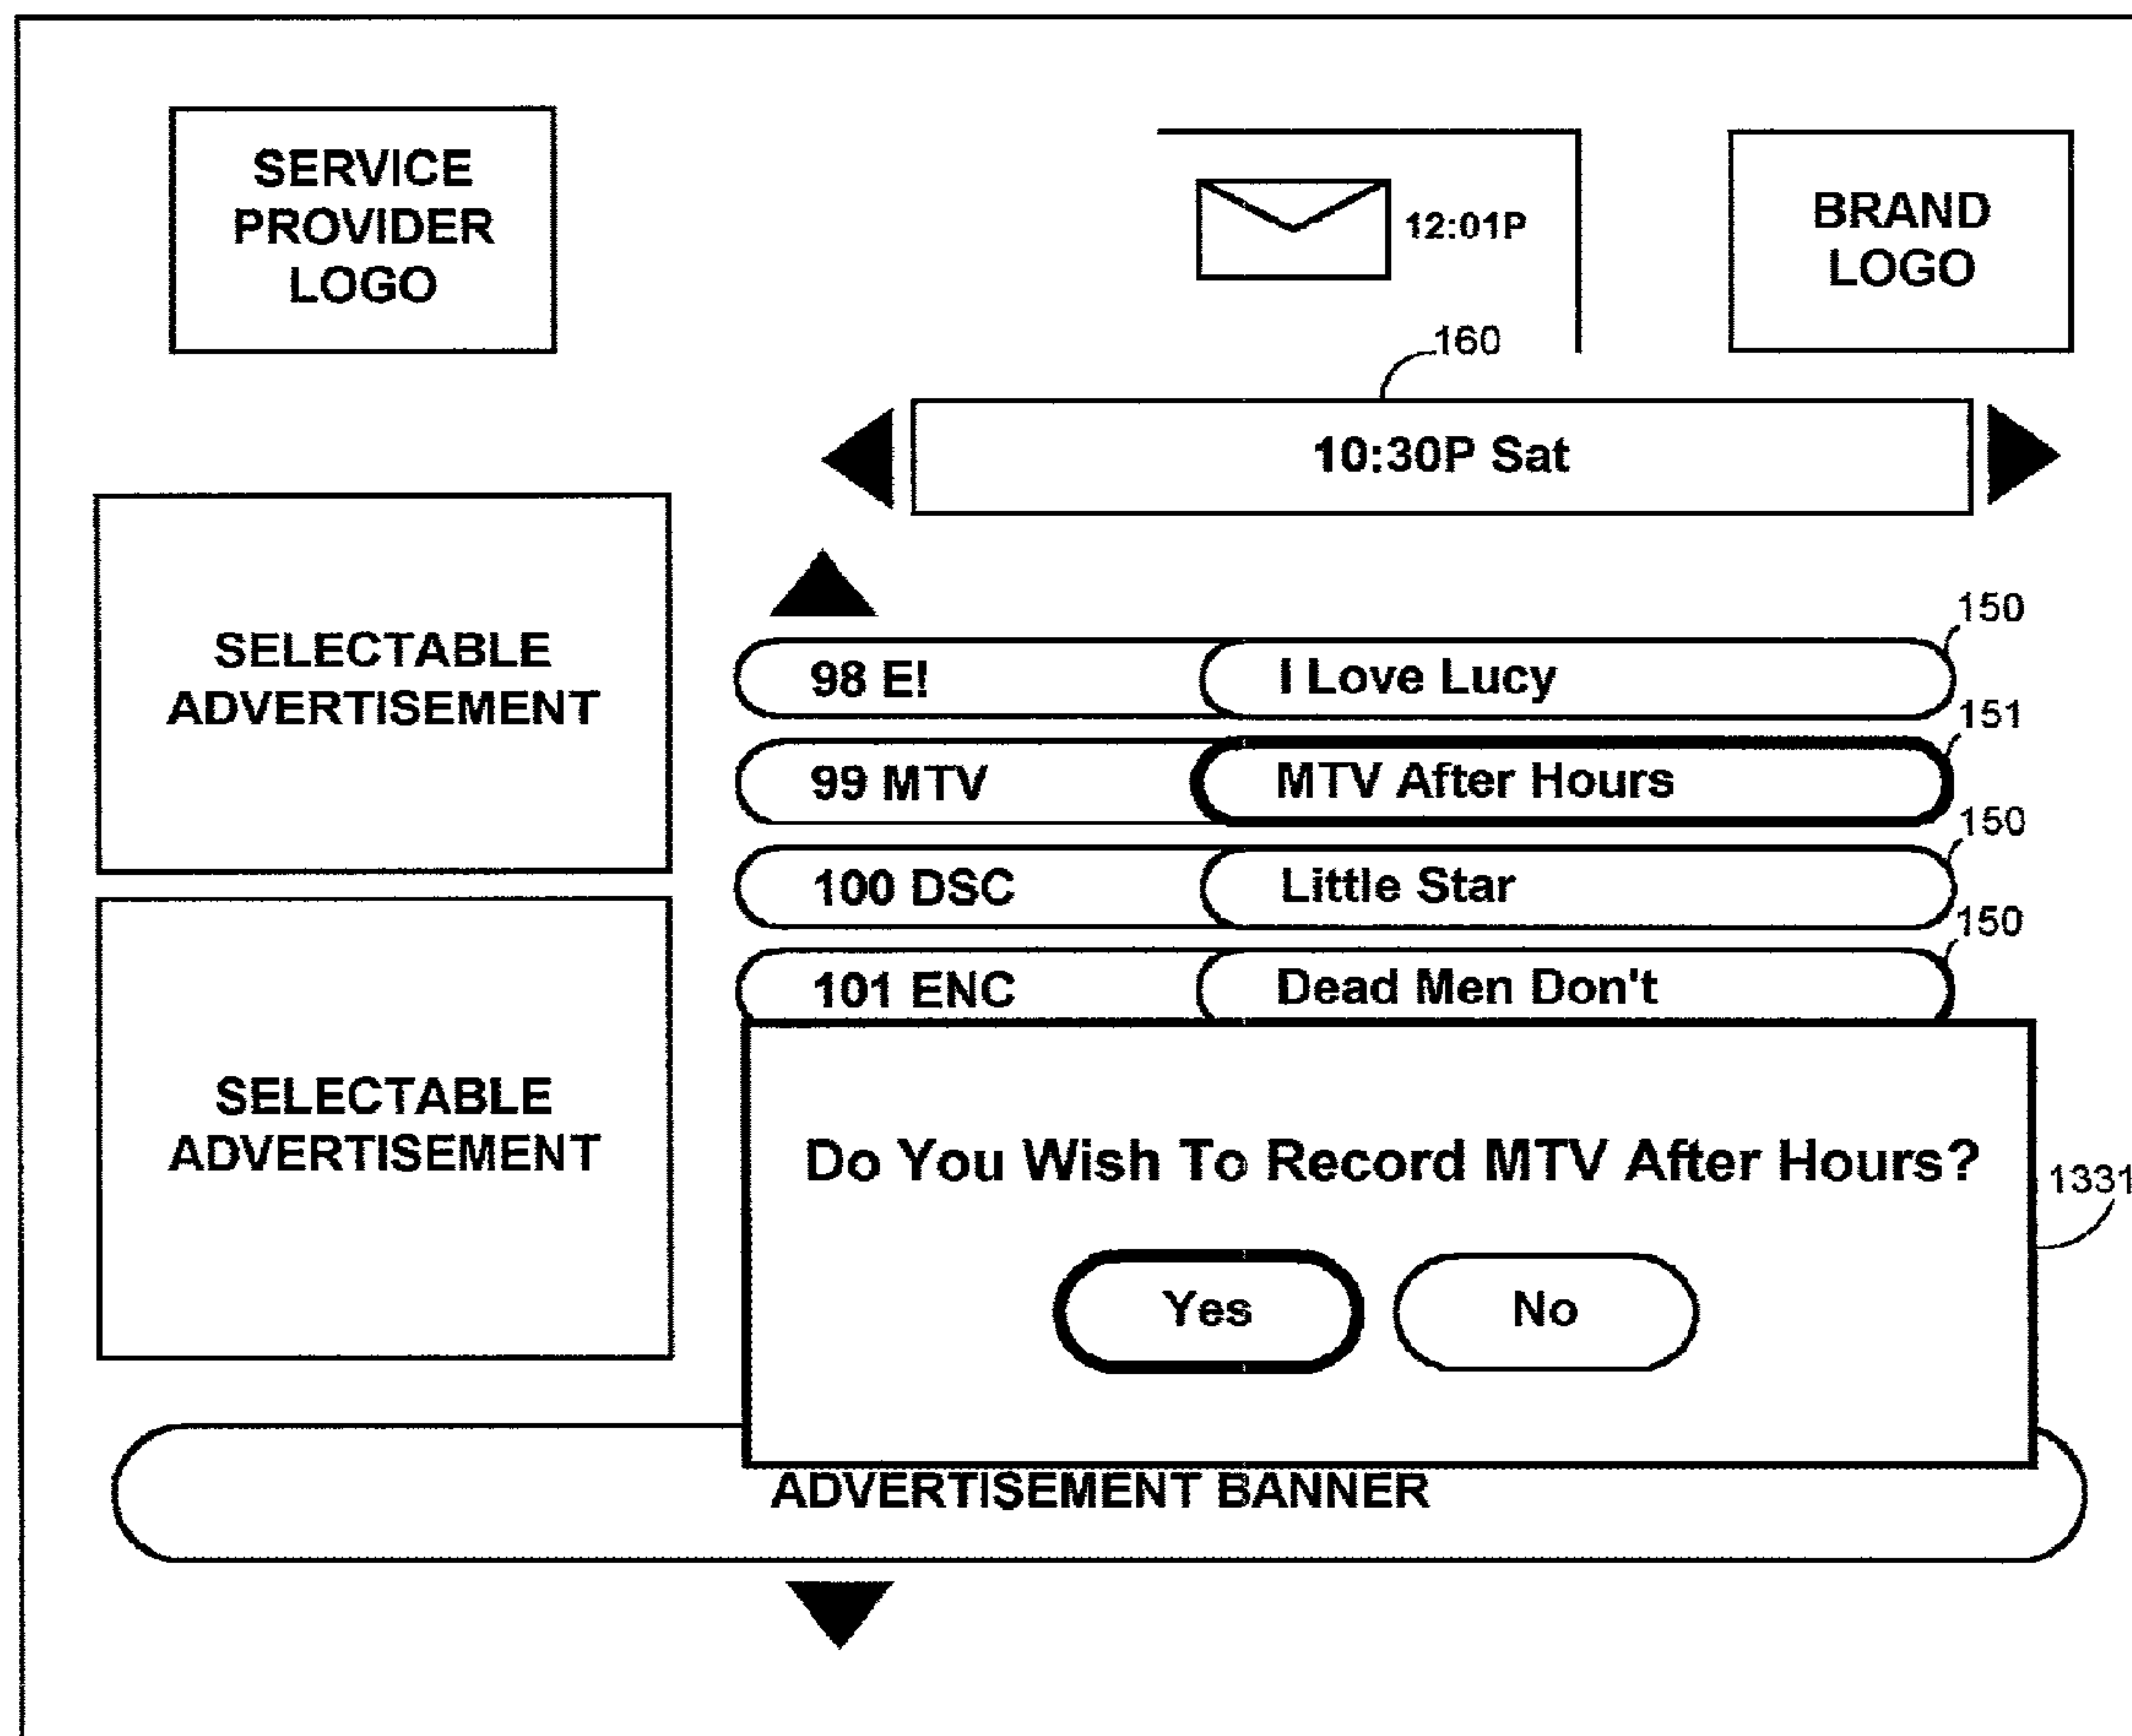 SERVICE
PROVIDER
LOGO
12:01P
BRAND
LOGO
160
10:30P Sat
SELECTABLE
ADVERTISEMENT
150
98 E! I Love Lucy
151
99 MTV MTV After Hours
150
100 DSC Little Star
150
101 ENC Dead Men Don't
SELECTABLE
ADVERTISEMENT
Do You Wish To Record MTV After Hours?
1331
Yes No
ADVERTISEMENT BANNER